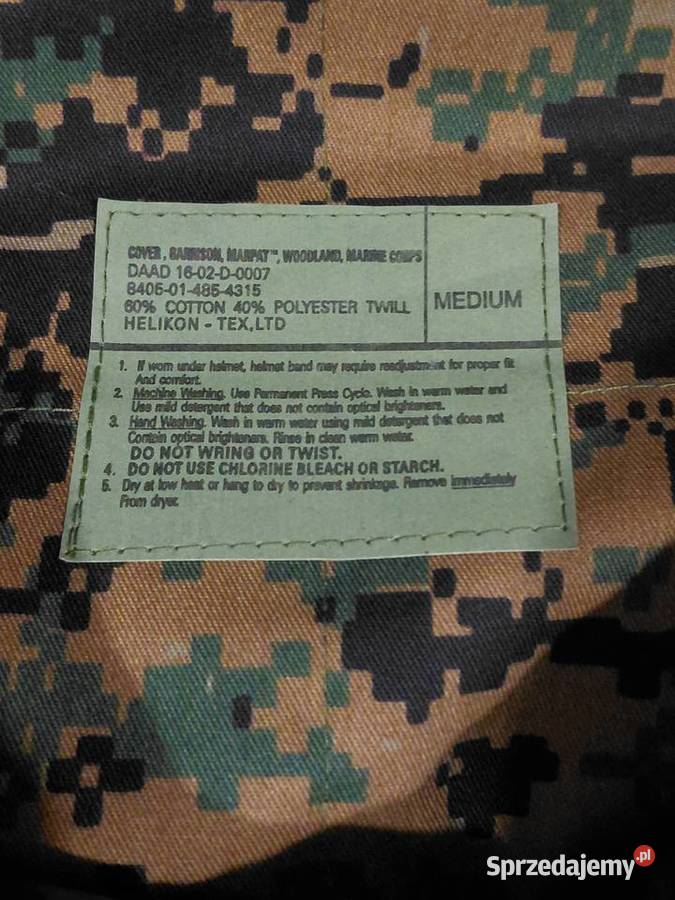 COVER, GARRISON, MARPAT™, WOODLAND, MARINE CORPS
DAAD 16-02-D-0007
8405-01-485-4315
60% COTTON 40% POLYESTER TWILL
HELIKON - TEX,LTD
MEDIUM
1. If worn under helmet, helmet band may require readjustment for proper fit
And comfort.
2. Machine Washing. Use Permanent Press Cycle. Wash in warm water and
Use mild detergent that does not contain optical brighteners.
3. Hand Washing. Wash in warm water using mild detergent that does not
Contain optical brighteners. Rinse in clean warm water.
DO NOT WRING OR TWIST.
4. DO NOT USE CHLORINE BLEACH OR STARCH.
5. Dry at low heat or hang to dry to prevent shrinkage. Remove immediately
From dryer.
Sprzedajemy.pl